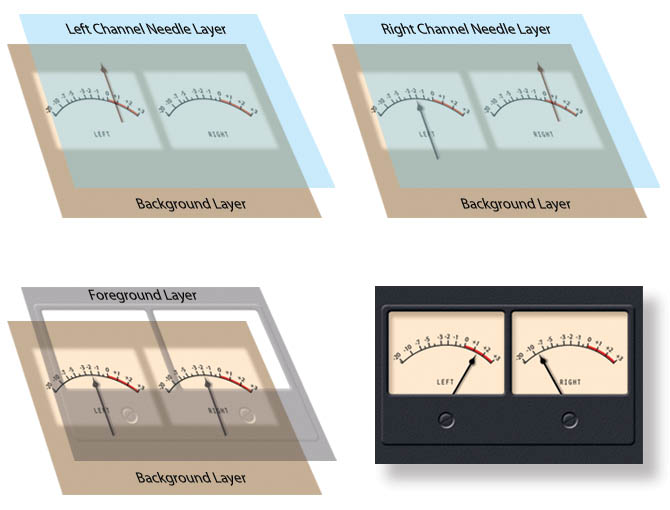 Left Channel Needle Layer
-20 -10 -7 -5 -3 -2 -1 0 +1 +2 +3
-20 -10 -7 -5 -3 -2 -1 0 +1 +2 +3
LEFT
RIGHT
Background Layer
Right Channel Needle Layer
-20 -10 -7 -5 -3 -2 -1 0 +1 +2 +3
-20 -10 -7 -5 -3 -2 -1 0 +1 +2 +3
LEFT
RIGHT
Background Layer
Foreground Layer
-20 -10 -7 -5 -3 -2 -1 0 +1 +2 +3
-20 -10 -7 -5 -3 -2 -1 0 +1 +2 +3
LEFT
RIGHT
Background Layer
-20 -10 -7 -5 -3 -2 -1 0 +1 +2 +3
-20 -10 -7 -5 -3 -2 -1 0 +1 +2 +3
LEFT
RIGHT